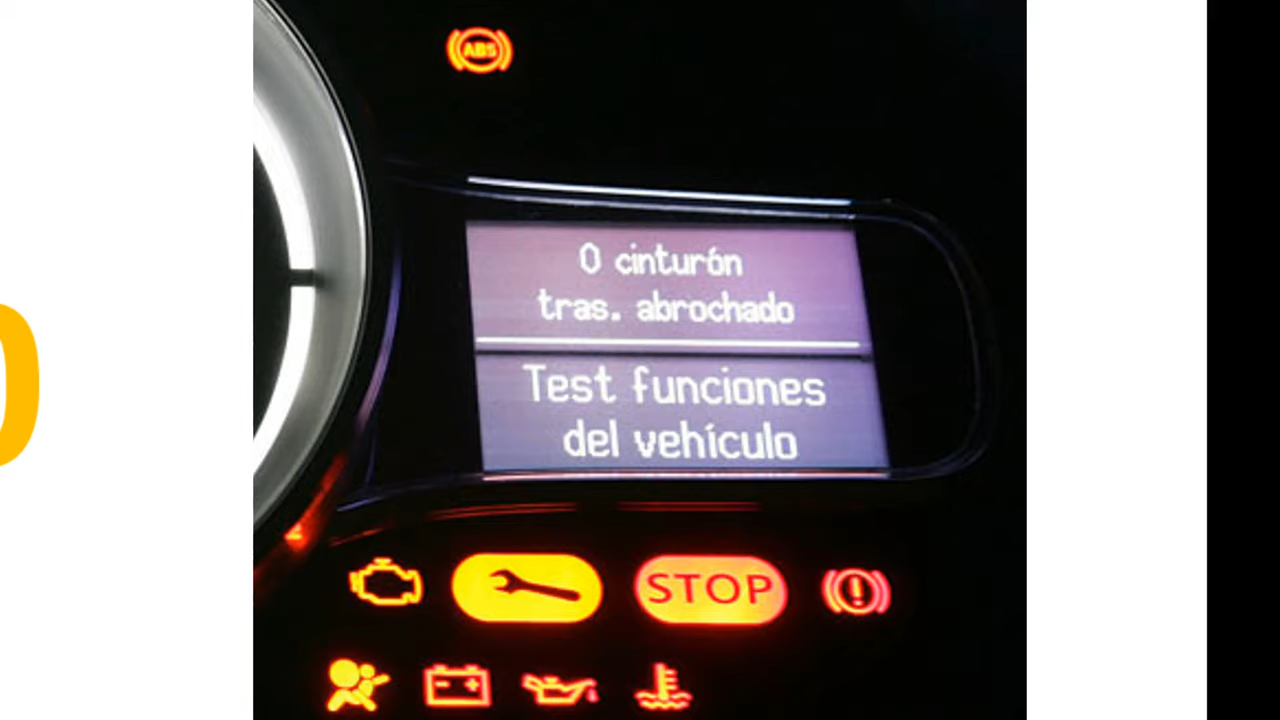 ABS
0 cinturón
tras. abrochado
Test funciones
del vehículo
STOP